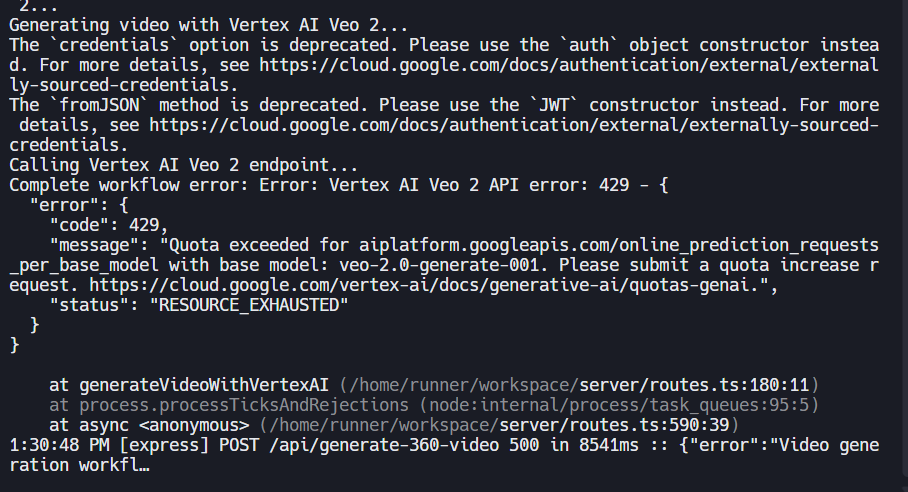 2...
Generating video with Vertex AI Veo 2...
The `credentials` option is deprecated. Please use the `auth` object constructor instea
d. For more details, see https://cloud.google.com/docs/authentication/external/external
ly-sourced-credentials.
The `fromJSON` method is deprecated. Please use the `JWT` constructor instead. For more
 details, see https://cloud.google.com/docs/authentication/external/externally-sourced-
credentials.
Calling Vertex AI Veo 2 endpoint...
Complete workflow error: Error: Vertex AI Veo 2 API error: 429 - {
  "error": {
    "code": 429,
    "message": "Quota exceeded for aiplatform.googleapis.com/online_prediction_requests
_per_base_model with base model: veo-2.0-generate-001. Please submit a quota increase r
equest. https://cloud.google.com/vertex-ai/docs/generative-ai/quotas-genai.",
    "status": "RESOURCE_EXHAUSTED"
  }
}
    at generateVideoWithVertexAI (/home/runner/workspace/server/routes.ts:180:11)
    at process.processTicksAndRejections (node:internal/process/task_queues:95:5)
    at async <anonymous> (/home/runner/workspace/server/routes.ts:590:39)
1:30:48 PM [express] POST /api/generate-360-video 500 in 8541ms :: {"error":"Video gene
ration workfl…